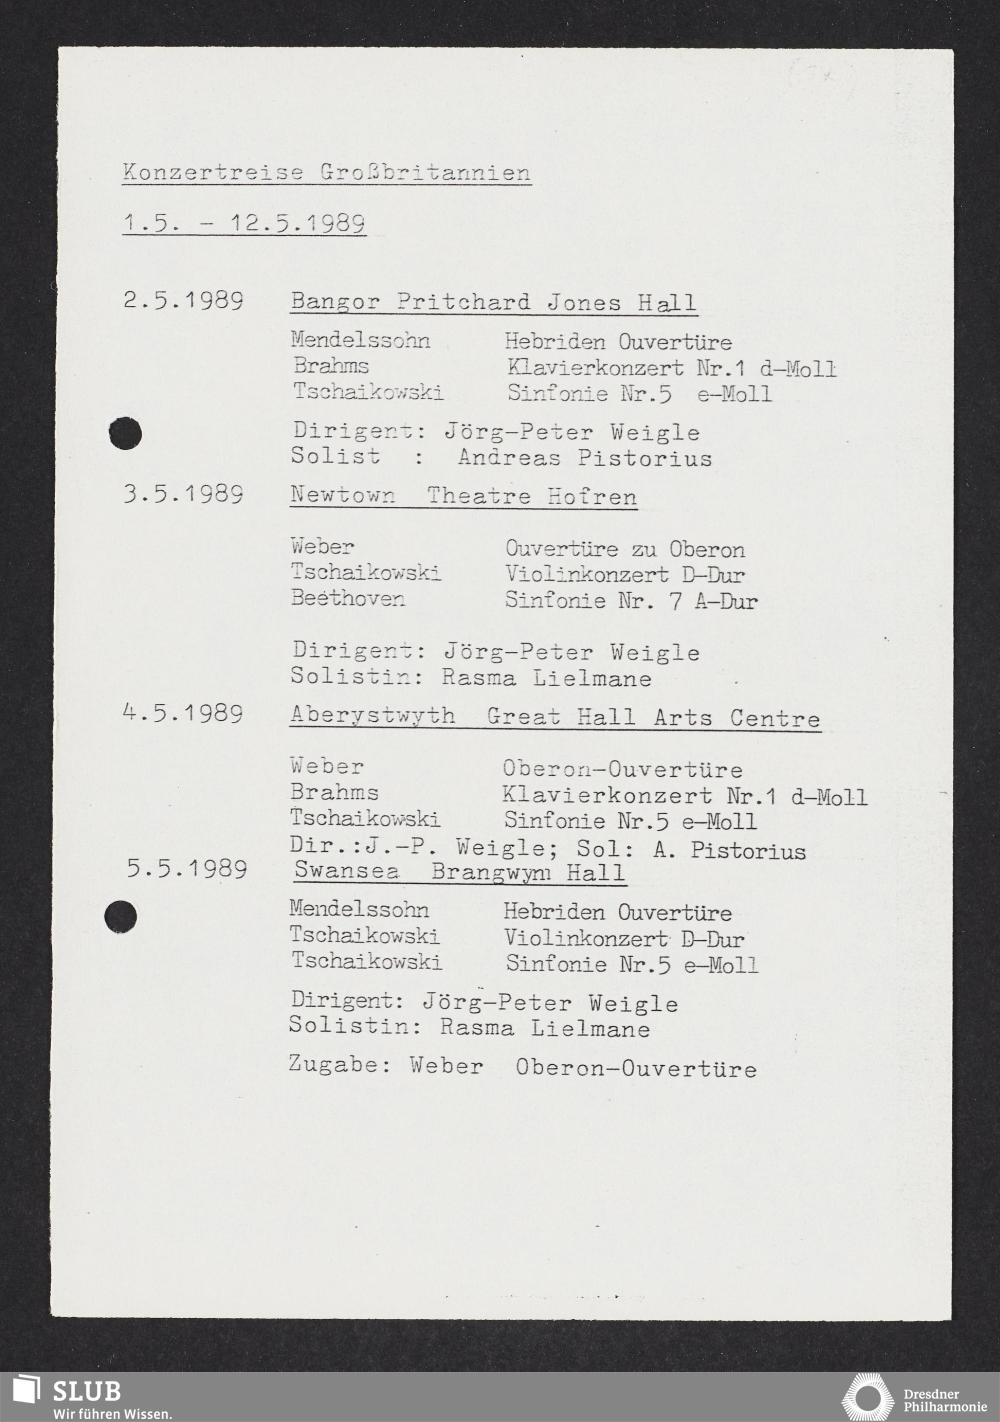 Konzertreise Großbritannien
1.5. - 12.5.1989
2.5.1989 Bangor Pritchard Jones Hall
Mendelssohn Hebriden Ouvertüre
Brahms Klavierkonzert Nr.1 d-Moll
Tschaikowski Sinfonie Nr.5 e-Moll
Dirigent: Jörg-Peter Weigle
Solist : Andreas Pistorius
3.5.1989 Newtown Theatre Hofren
Weber Ouvertüre zu Oberon
Tschaikowski Violinkonzert D-Dur
Beethoven Sinfonie Nr. 7 A-Dur
Dirigent: Jörg-Peter Weigle
Solistin: Rasma Lielmane
4.5.1989 Aberystwyth Great Hall Arts Centre
Weber Oberon-Ouvertüre
Brahms Klavierkonzert Nr.1 d-Moll
Tschaikowski Sinfonie Nr.5 e-Moll
Dir.:J.-P. Weigle; Sol: A. Pistorius
5.5.1989 Swansea Brangwym Hall
Mendelssohn Hebriden Ouvertüre
Tschaikowski Violinkonzert D-Dur
Tschaikowski Sinfonie Nr.5 e-Moll
Dirigent: Jörg-Peter Weigle
Solistin: Rasma Lielmane
Zugabe: Weber Oberon-Ouvertüre
SLUB
Wir führen Wissen.
Dresdner
Philharmonie